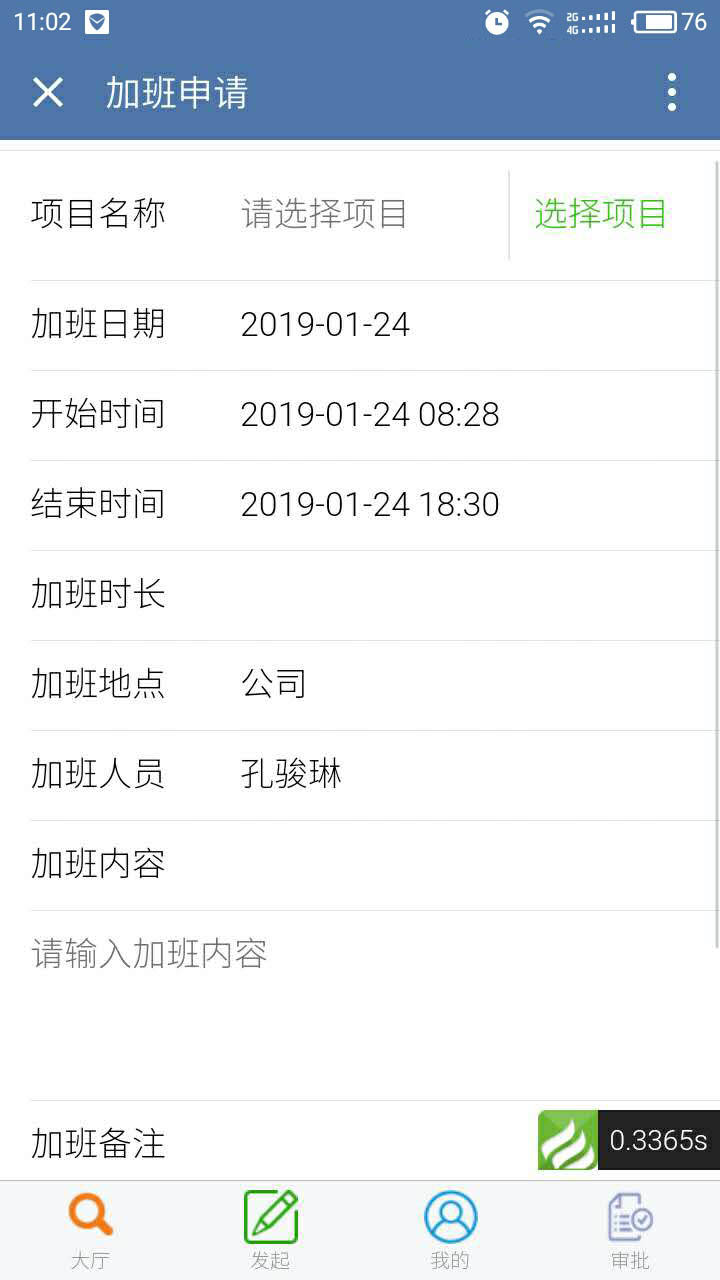 11:02 2G 4G 76
加班申请
项目名称 请选择项目 选择项目
加班日期 2019-01-24
开始时间 2019-01-24 08:28
结束时间 2019-01-24 18:30
加班时长
加班地点 公司
加班人员 孔骏琳
加班内容
请输入加班内容
加班备注 0.3365s
大厅 发起 我的 审批